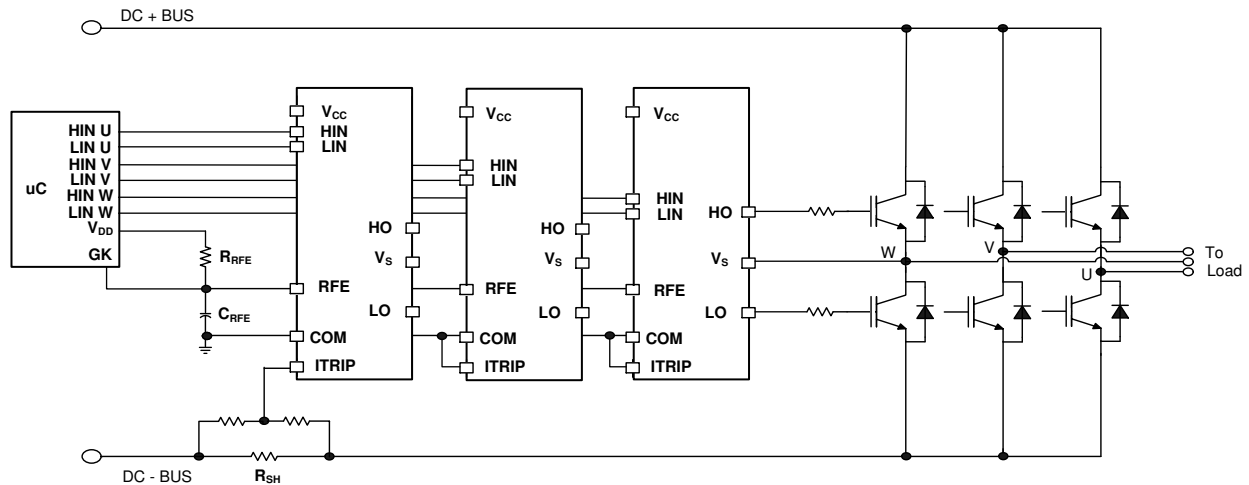 DC + BUS
uC
HIN U
LIN U
HIN V
LIN V
HIN W
LIN W
VDD
GK
RRFE
CRFE
VCC
HIN
LIN
HO
VS
RFE
LO
COM
ITRIP
VCC
HIN
LIN
HO
VS
RFE
LO
COM
ITRIP
VCC
HIN
LIN
HO
VS
RFE
LO
COM
ITRIP
W
V
U
To
Load
DC - BUS
RSH